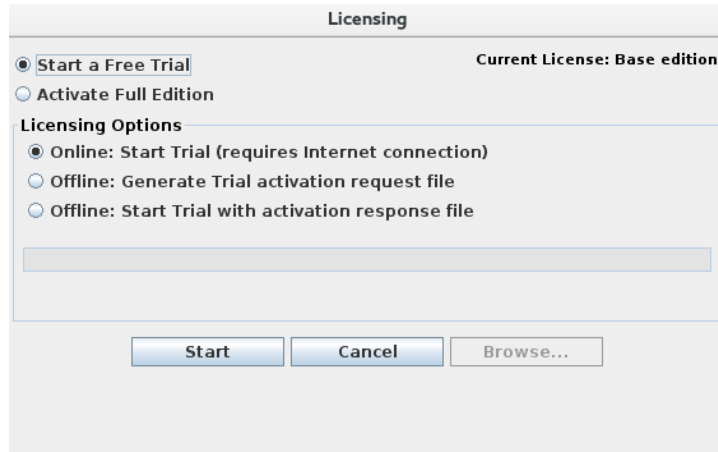 Licensing
Start a Free Trial
Current License: Base edition
Activate Full Edition
Licensing Options
Online: Start Trial (requires Internet connection)
Offline: Generate Trial activation request file
Offline: Start Trial with activation response file
Start
Cancel
Browse...